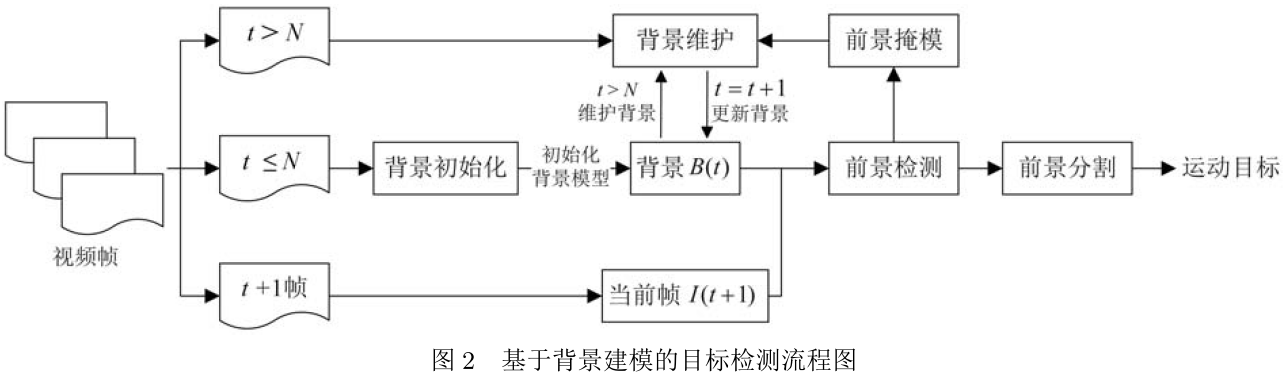 t > N
背景维护
前景掩模
t > N
维护背景
t = t + 1
更新背景
t ≤ N
背景初始化
初始化
背景模型
背景 B(t)
前景检测
前景分割
运动目标
视频帧
t +1帧
当前帧 I(t+1)
图 2 基于背景建模的目标检测流程图